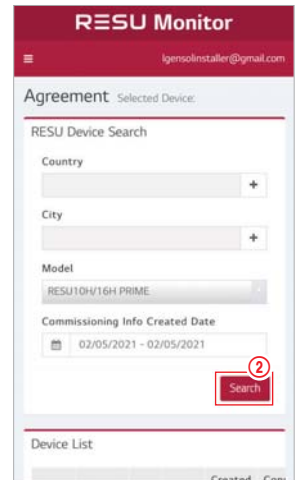 RESU Monitor
lgensolinstaller@gmail.com
Agreement Selected Device:
RESU Device Search
Country
+
City
+
Model
RESU10H/16H PRIME
Commissioning Info Created Date
02/05/2021 - 02/05/2021
②
Search
Device List
Created